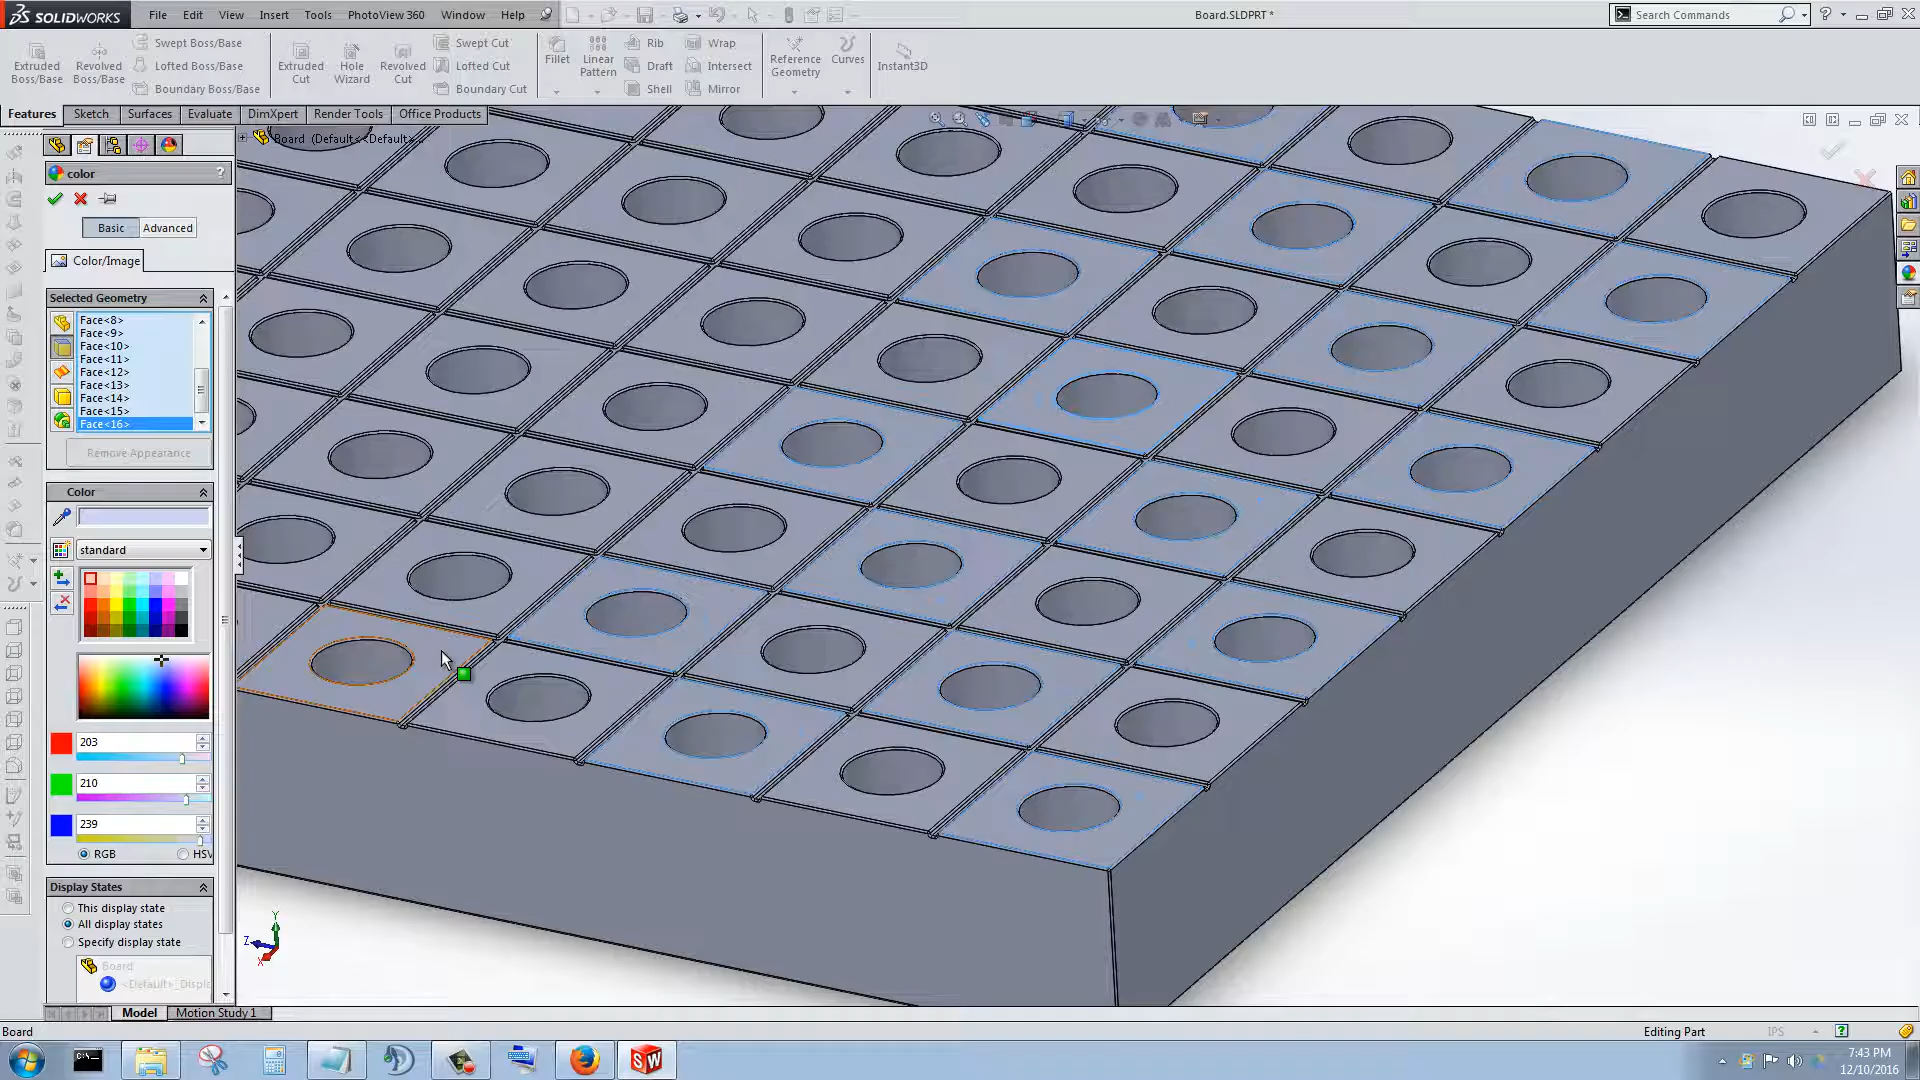 SOLIDWORKS File Edit View Insert Tools PhotoView 360 Window Help Board.SLDPRT * Search Commands
Extruded Boss/Base
Revolved Boss/Base
Swept Boss/Base
Lofted Boss/Base
Boundary Boss/Base
Extruded Cut
Hole Wizard
Revolved Cut
Swept Cut
Lofted Cut
Boundary Cut
Fillet
Linear Pattern
Rib
Draft
Shell
Wrap
Intersect
Mirror
Reference Geometry
Curves
Instant3D
Features Sketch Surfaces Evaluate DimXpert Render Tools Office Products
Board (Default<<Default>
color ?
Basic Advanced
Color/Image
Selected Geometry
Face<8>
Face<9>
Face<10>
Face<11>
Face<12>
Face<13>
Face<14>
Face<15>
Face<16>
Remove Appearance
Color
standard
203
210
239
RGB HSV
Display States
This display state
All display states
Specify display state
Board
<Default>_Displa
Y
Z
X
Model Motion Study 1
Board Editing Part IPS
7:43 PM
12/10/2016